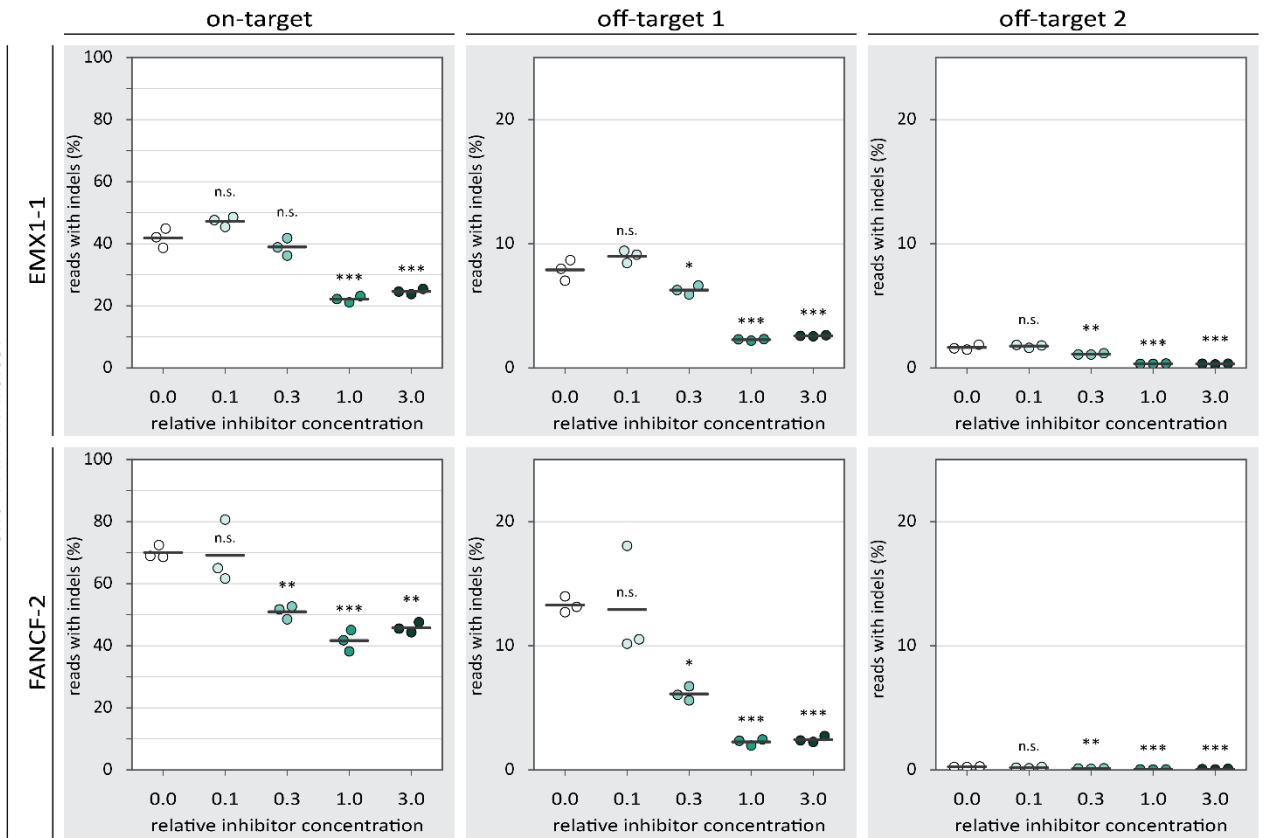 on-target
off-target 1
off-target 2
EMX1-1
reads with indels (%)
100
80
60
40
20
0
n.s.
n.s.
***
***
0.0 0.1 0.3 1.0 3.0
relative inhibitor concentration
reads with indels (%)
20
10
0
n.s.
*
***
***
0.0 0.1 0.3 1.0 3.0
relative inhibitor concentration
reads with indels (%)
20
10
0
n.s.
**
***
***
0.0 0.1 0.3 1.0 3.0
relative inhibitor concentration
FANCF-2
reads with indels (%)
100
80
60
40
20
0
n.s.
**
***
**
0.0 0.1 0.3 1.0 3.0
relative inhibitor concentration
reads with indels (%)
20
10
0
n.s.
*
***
***
0.0 0.1 0.3 1.0 3.0
relative inhibitor concentration
reads with indels (%)
20
10
0
n.s.
**
***
***
0.0 0.1 0.3 1.0 3.0
relative inhibitor concentration